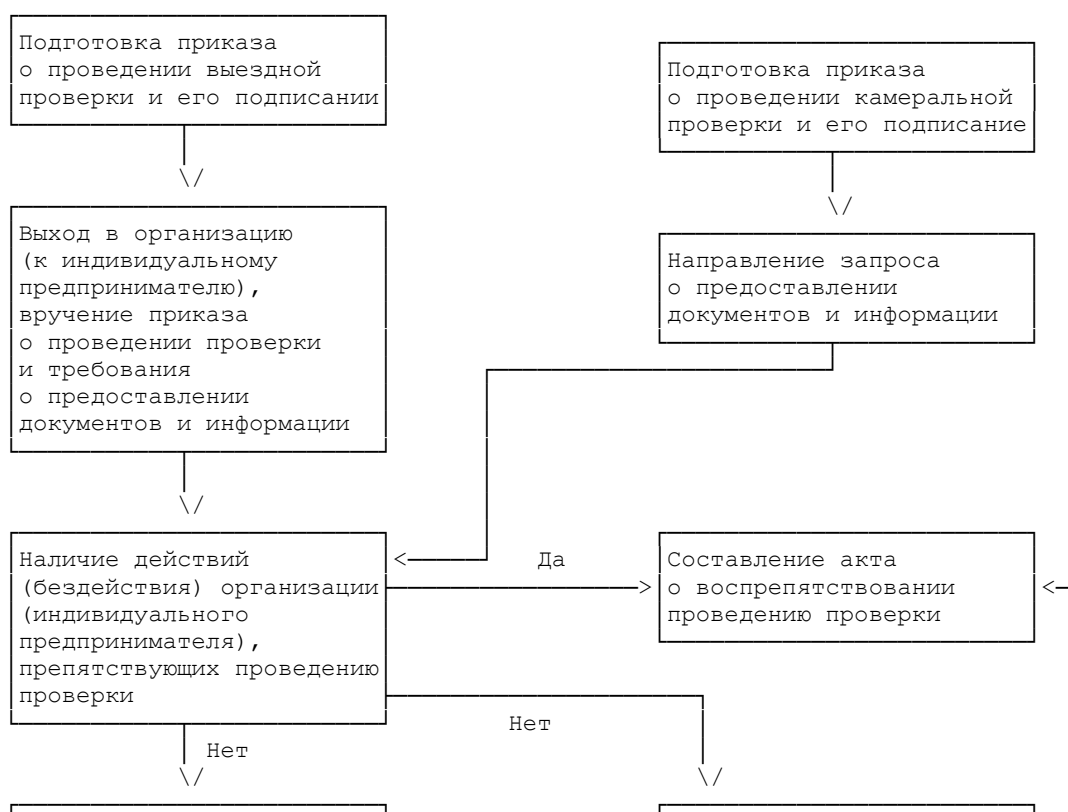 Подготовка приказа
о проведении выездной
проверки и его подписании
Подготовка приказа
о проведении камеральной
проверки и его подписание
Выход в организацию
(к индивидуальному
предпринимателю),
вручение приказа
о проведении проверки
и требования
о предоставлении
документов и информации
Направление запроса
о предоставлении
документов и информации
Наличие действий
(бездействия) организации
(индивидуального
предпринимателя),
препятствующих проведению
проверки
Да
Составление акта
о воспрепятствовании
проведению проверки
Нет
Нет